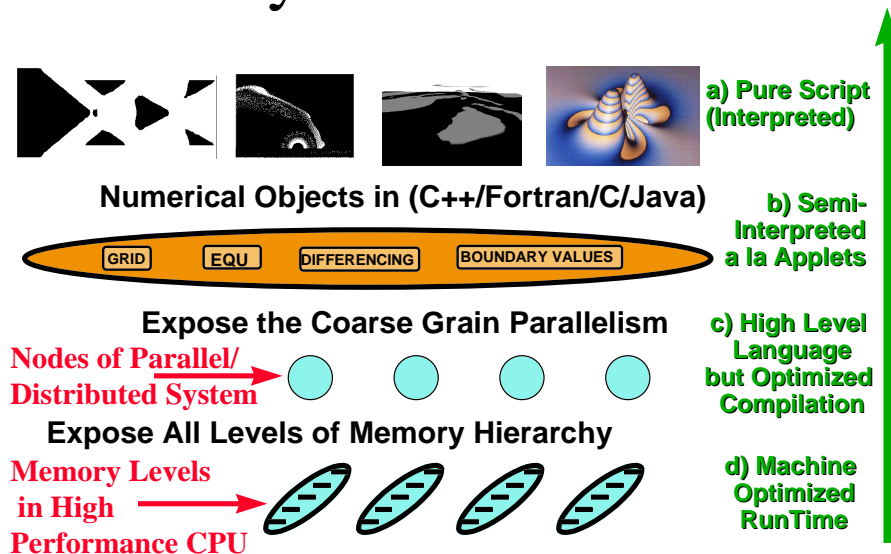 a) Pure Script
(Interpreted)
Numerical Objects in (C++/Fortran/C/Java)
b) Semi-
Interpreted
a la Applets
GRID
EQU
DIFFERENCING
BOUNDARY VALUES
Expose the Coarse Grain Parallelism
c) High Level
Language
but Optimized
Compilation
Nodes of Parallel/
Distributed System
Expose All Levels of Memory Hierarchy
Memory Levels
in High
Performance CPU
d) Machine
Optimized
RunTime